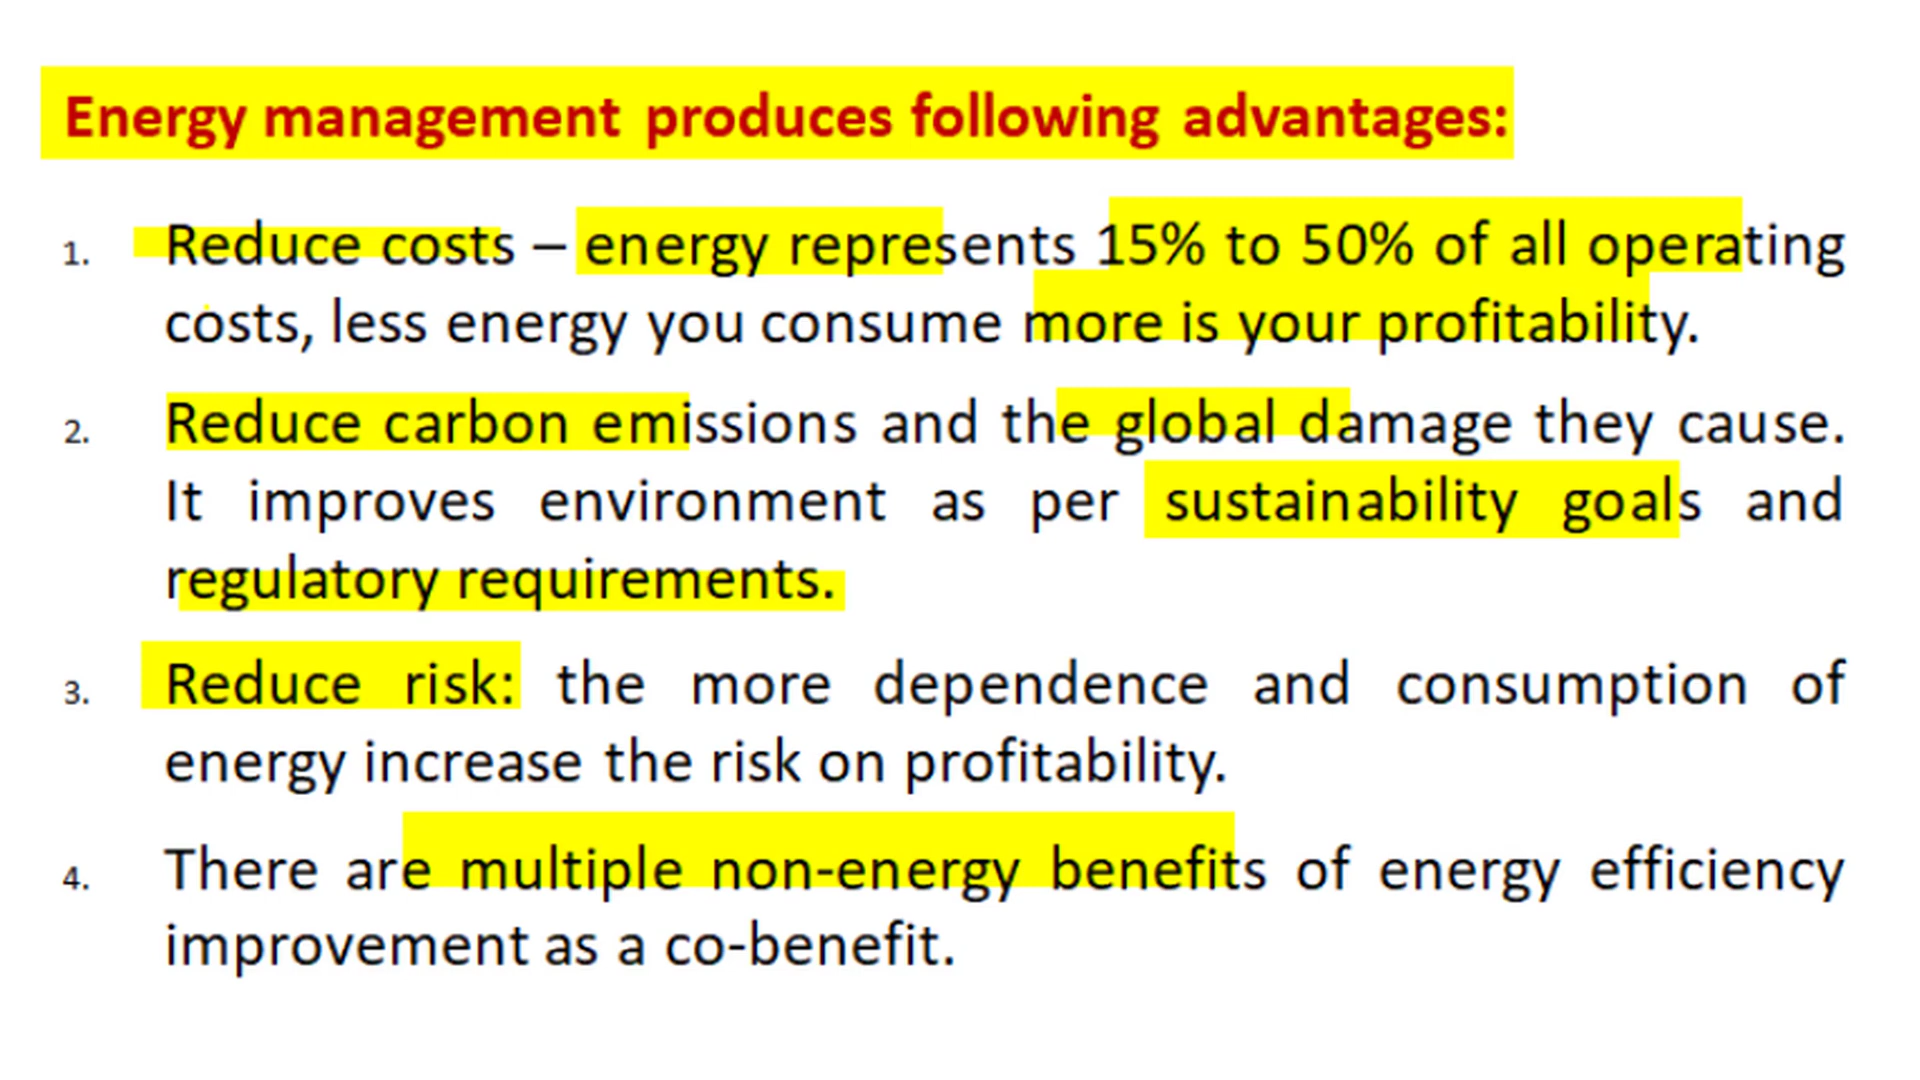 Energy management produces following advantages:
1. Reduce costs – energy represents 15% to 50% of all operating
costs, less energy you consume more is your profitability.
2. Reduce carbon emissions and the global damage they cause.
It improves environment as per sustainability goals and
regulatory requirements.
3. Reduce risk: the more dependence and consumption of
energy increase the risk on profitability.
4. There are multiple non-energy benefits of energy efficiency
improvement as a co-benefit.